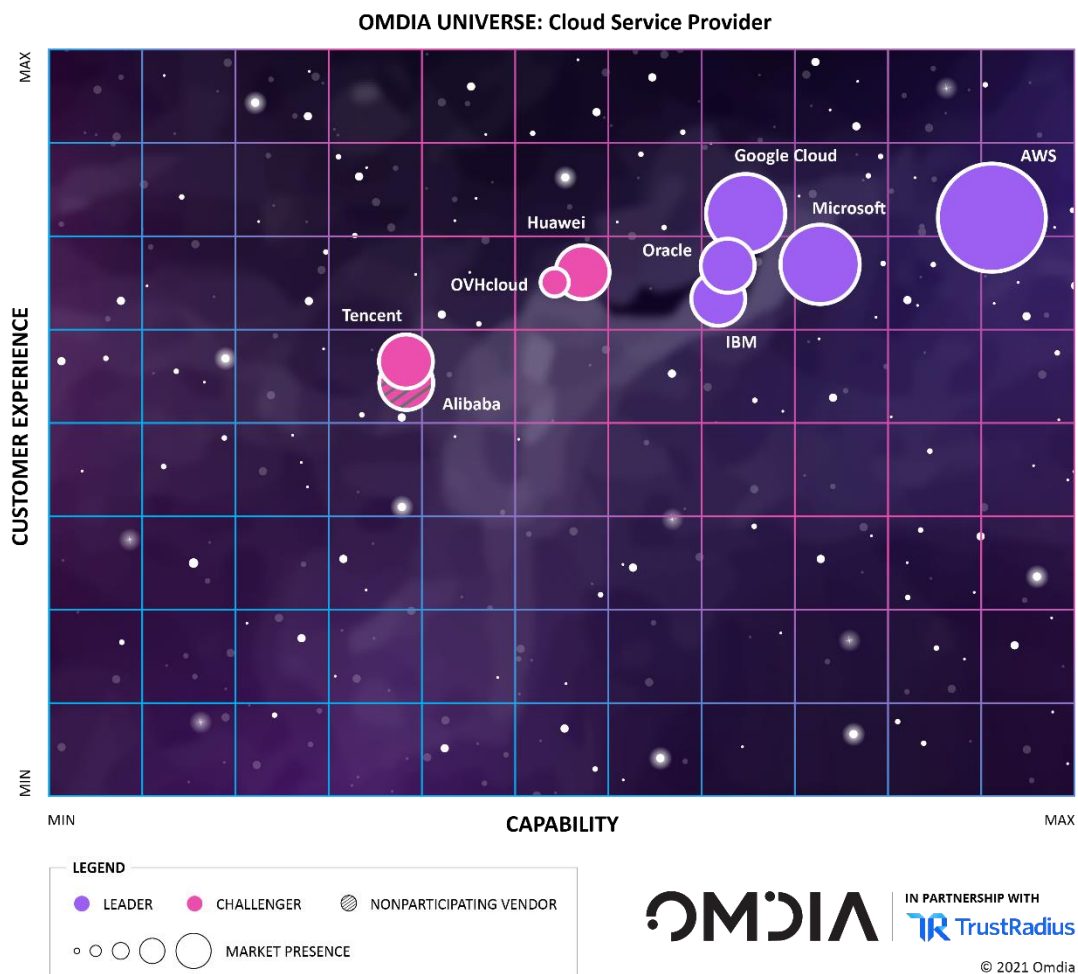 OMDIA UNIVERSE: Cloud Service Provider
MAX
Google Cloud
AWS
Microsoft
Huawei
Oracle
OVHcloud
Tencent
IBM
Alibaba
CUSTOMER EXPERIENCE
MIN
MIN
CAPABILITY
MAX
LEGEND
LEADER
CHALLENGER
NONPARTICIPATING VENDOR
MARKET PRESENCE
OMDIA
IN PARTNERSHIP WITH
TR TrustRadius
© 2021 Omdia